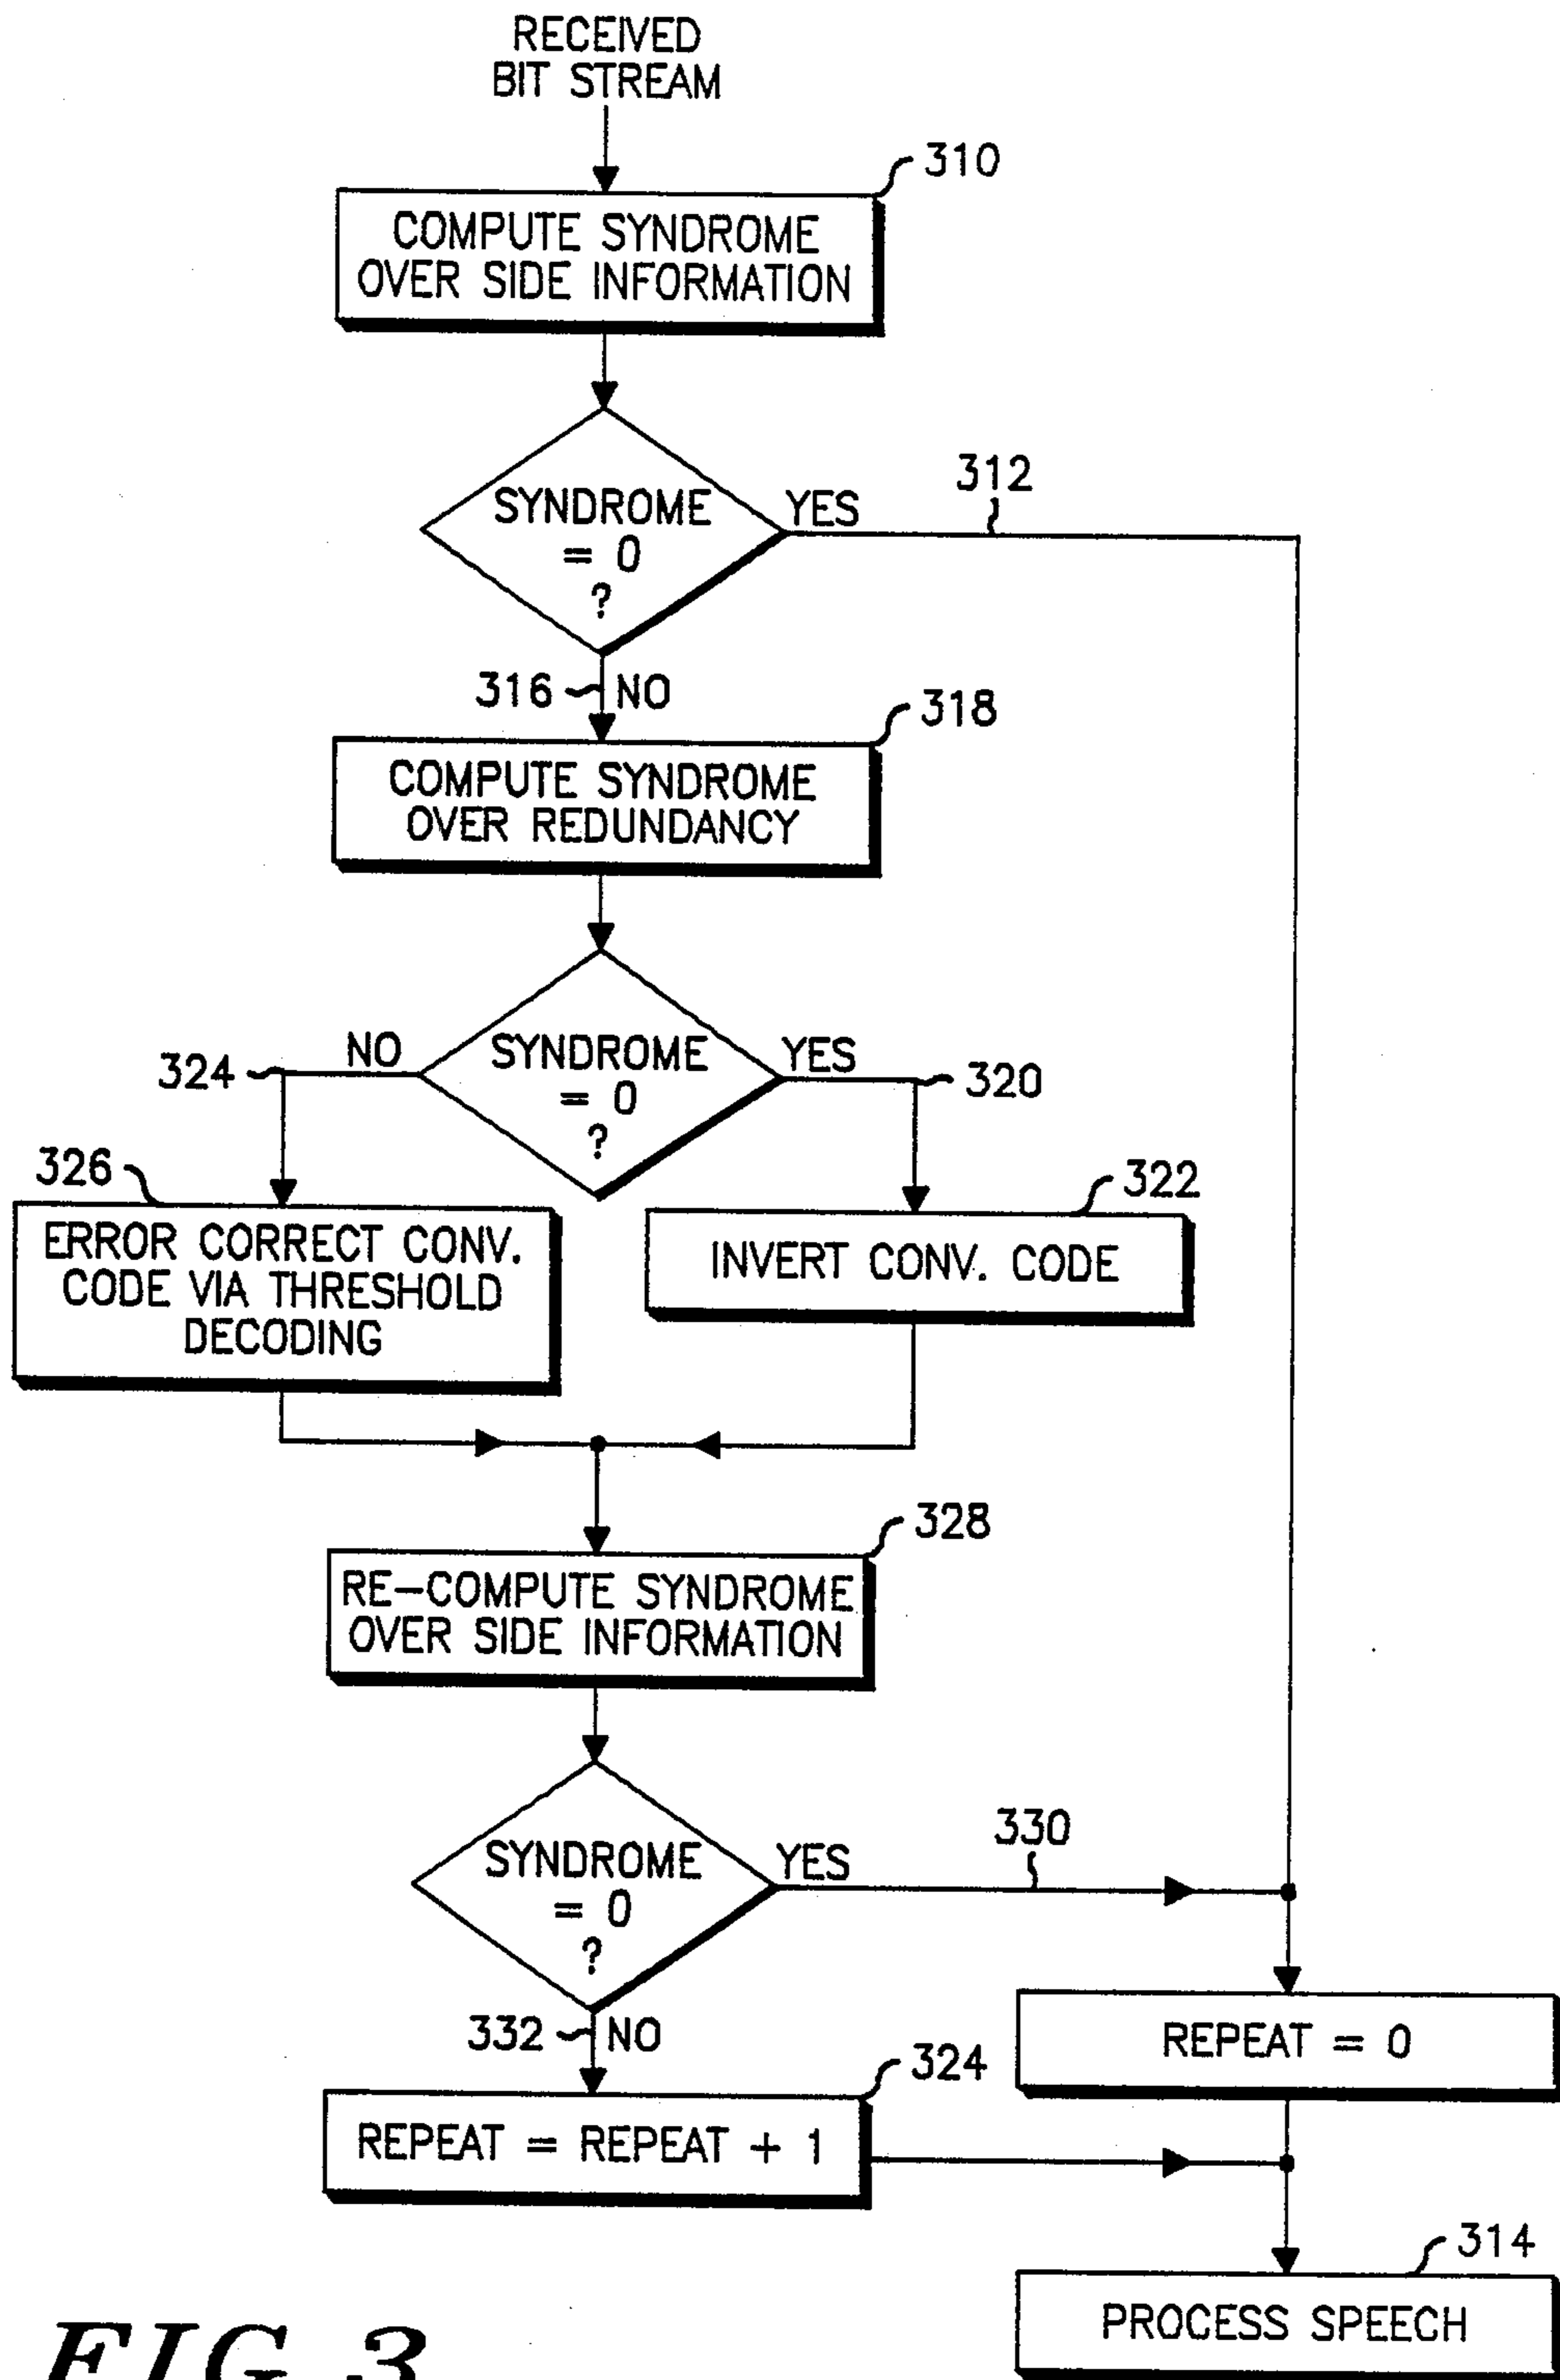 RECEIVED
BIT STREAM
310
COMPUTE SYNDROME
OVER SIDE INFORMATION
312
SYNDROME
= 0
?
YES
316
NO
318
COMPUTE SYNDROME
OVER REDUNDANCY
324
NO
SYNDROME
= 0
?
YES
320
326
ERROR CORRECT CONV.
CODE VIA THRESHOLD
DECODING
322
INVERT CONV. CODE
328
RE-COMPUTE SYNDROME
OVER SIDE INFORMATION
330
SYNDROME
= 0
?
YES
332
NO
REPEAT = 0
324
REPEAT = REPEAT + 1
314
PROCESS SPEECH
FIG. 3